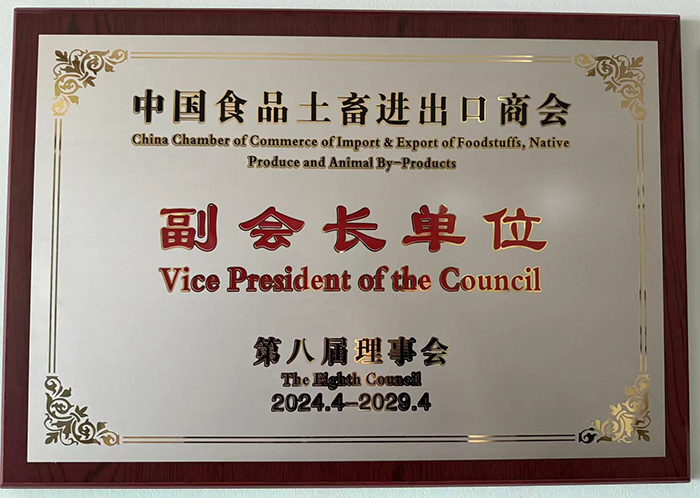 中国食品土畜进出口商会
China Chamber of Commerce of Import & Export of Foodstuffs, Native
Produce and Animal By-Products
副会长单位
Vice President of the Council
第八届理事会
The Eighth Council
2024.4-2029.4